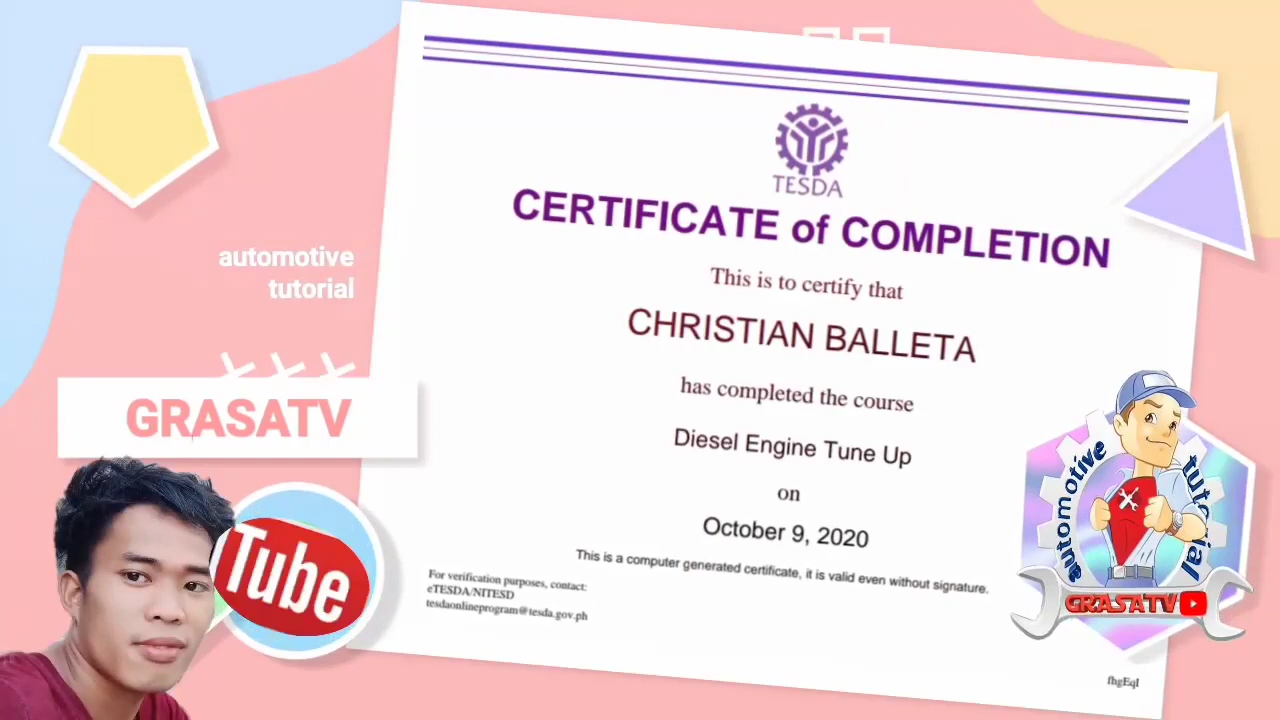 automotive
tutorial
GRASATV
Tube
TESDA
CERTIFICATE of COMPLETION
This is to certify that
CHRISTIAN BALLETA
has completed the course
Diesel Engine Tune Up
on
October 9, 2020
This is a computer generated certificate, it is valid even without signature.
For verification purposes, contact:
eTESDA/NITESD
tesdaonlineprogram@tesda.gov.ph
fhgEqI
automotive tutorial
GRASATV